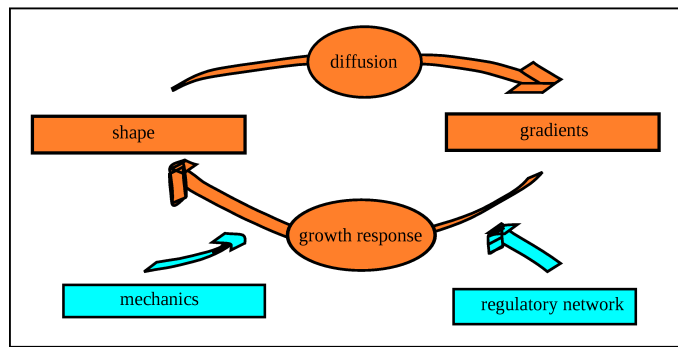 diffusion
shape
gradients
growth response
mechanics
regulatory network